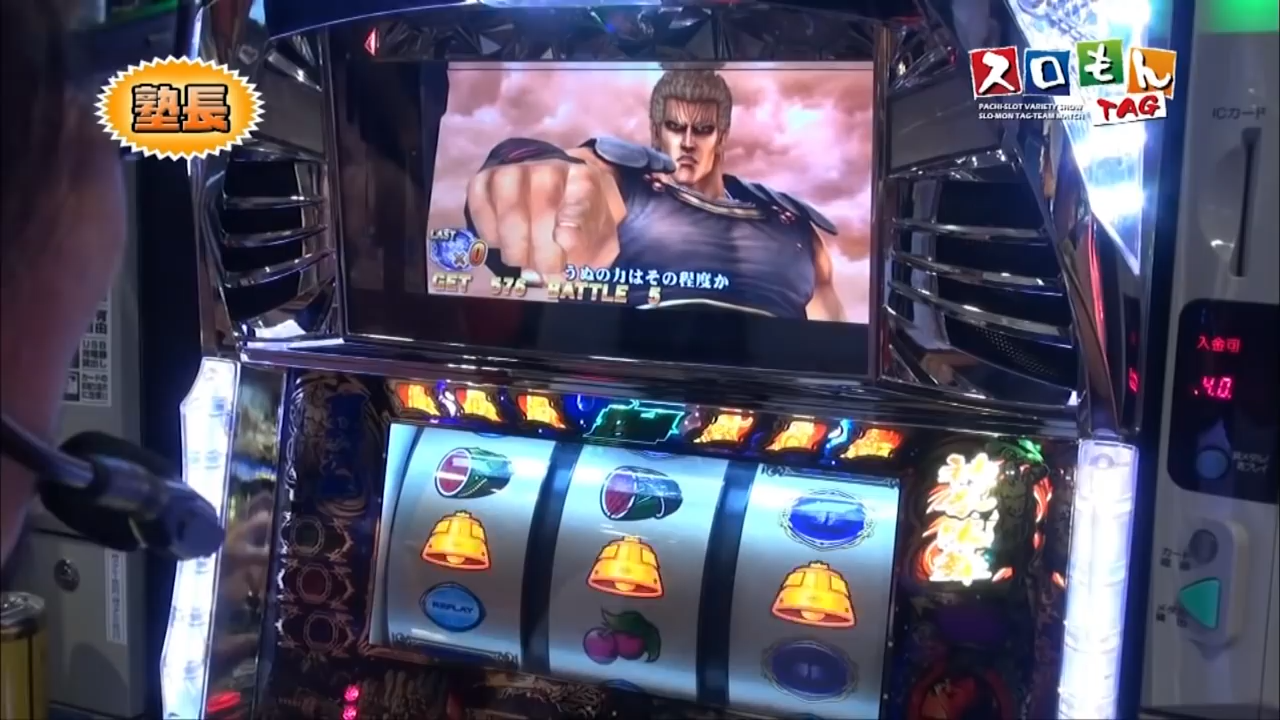 塾長
スロもん
PACHI-SLOT VARIETY SHOW
SLO-MON TAG-TEAM MATCH
TAG
ICカード
LAST
×0
うぬの力はその程度か
GET 576 BATTLE 5
入金可
40
REPLAY